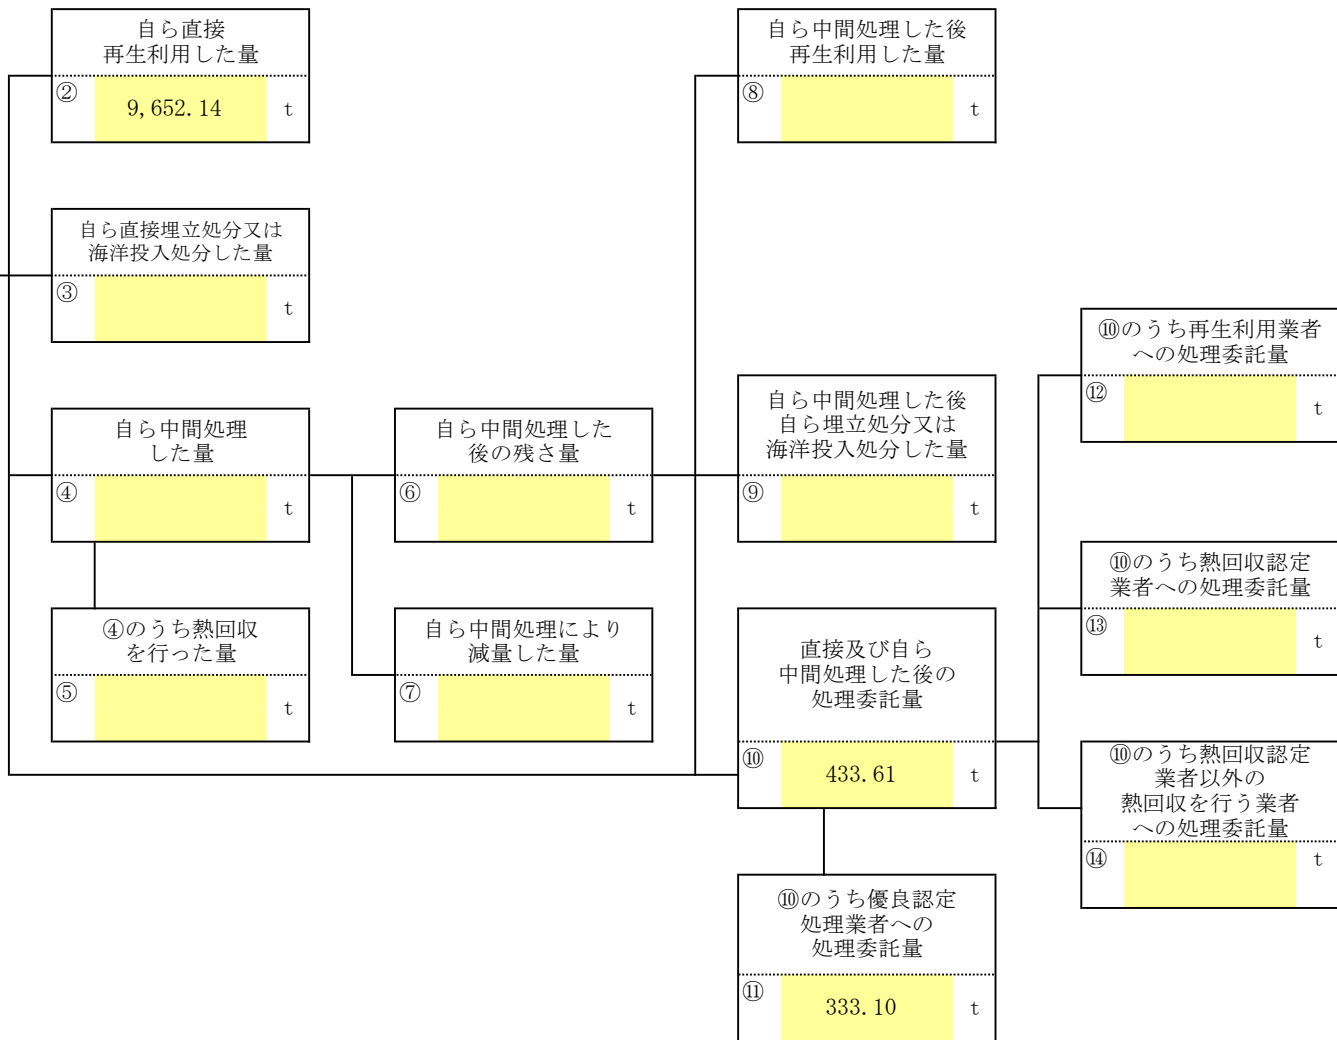 自ら直接
再生利用した量
②
9,652.14
t
自ら中間処理した後
再生利用した量
⑧
t
自ら直接埋立処分又は
海洋投入処分した量
③
t
⑩のうち再生利用業者
への処理委託量
⑫
t
自ら中間処理
した量
④
t
自ら中間処理した
後の残さ量
⑥
t
自ら中間処理した後
自ら埋立処分又は
海洋投入処分した量
⑨
t
⑩のうち熱回収認定
業者への処理委託量
⑬
t
④のうち熱回収
を行った量
⑤
t
自ら中間処理により
減量した量
⑦
t
直接及び自ら
中間処理した後の
処理委託量
⑩
433.61
t
⑩のうち熱回収認定
業者以外の
熱回収を行う業者
への処理委託量
⑭
t
⑩のうち優良認定
処理業者への
処理委託量
⑪
333.10
t